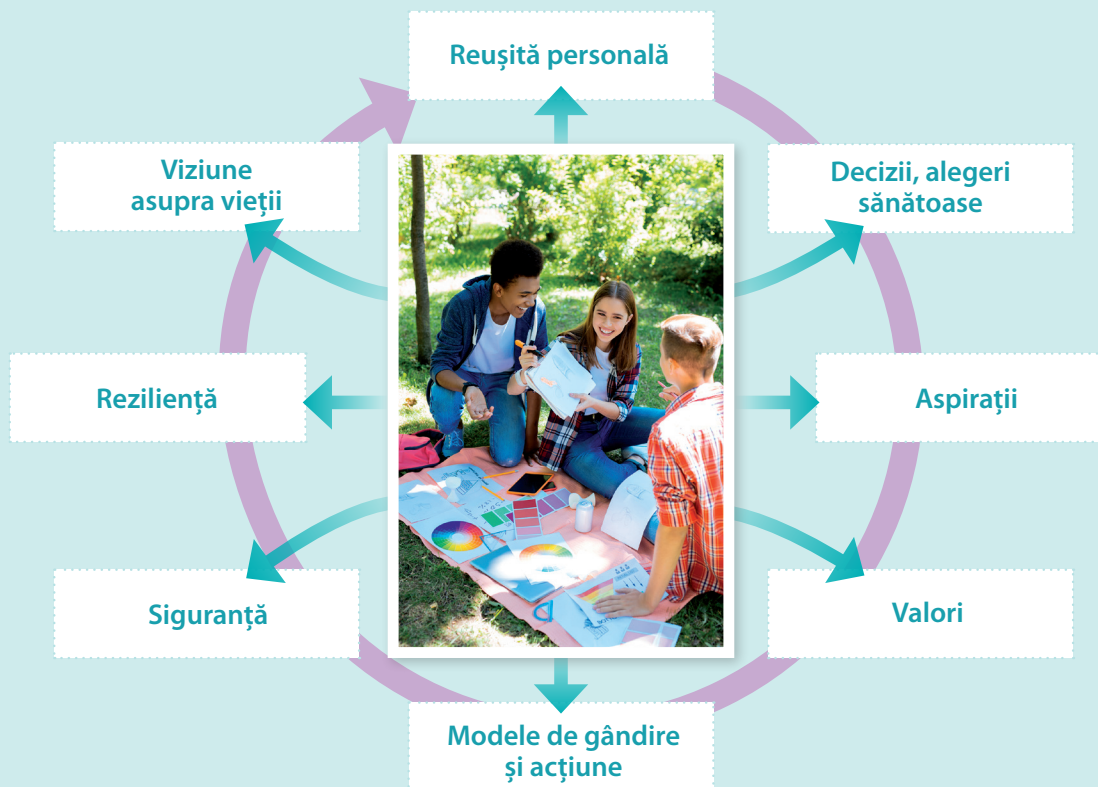 Reușită personală
Decizii, alegeri
sănătoase
Aspirații
Valori
Modele de gândire
și acțiune
Siguranță
Reziliență
Viziune
asupra vieții